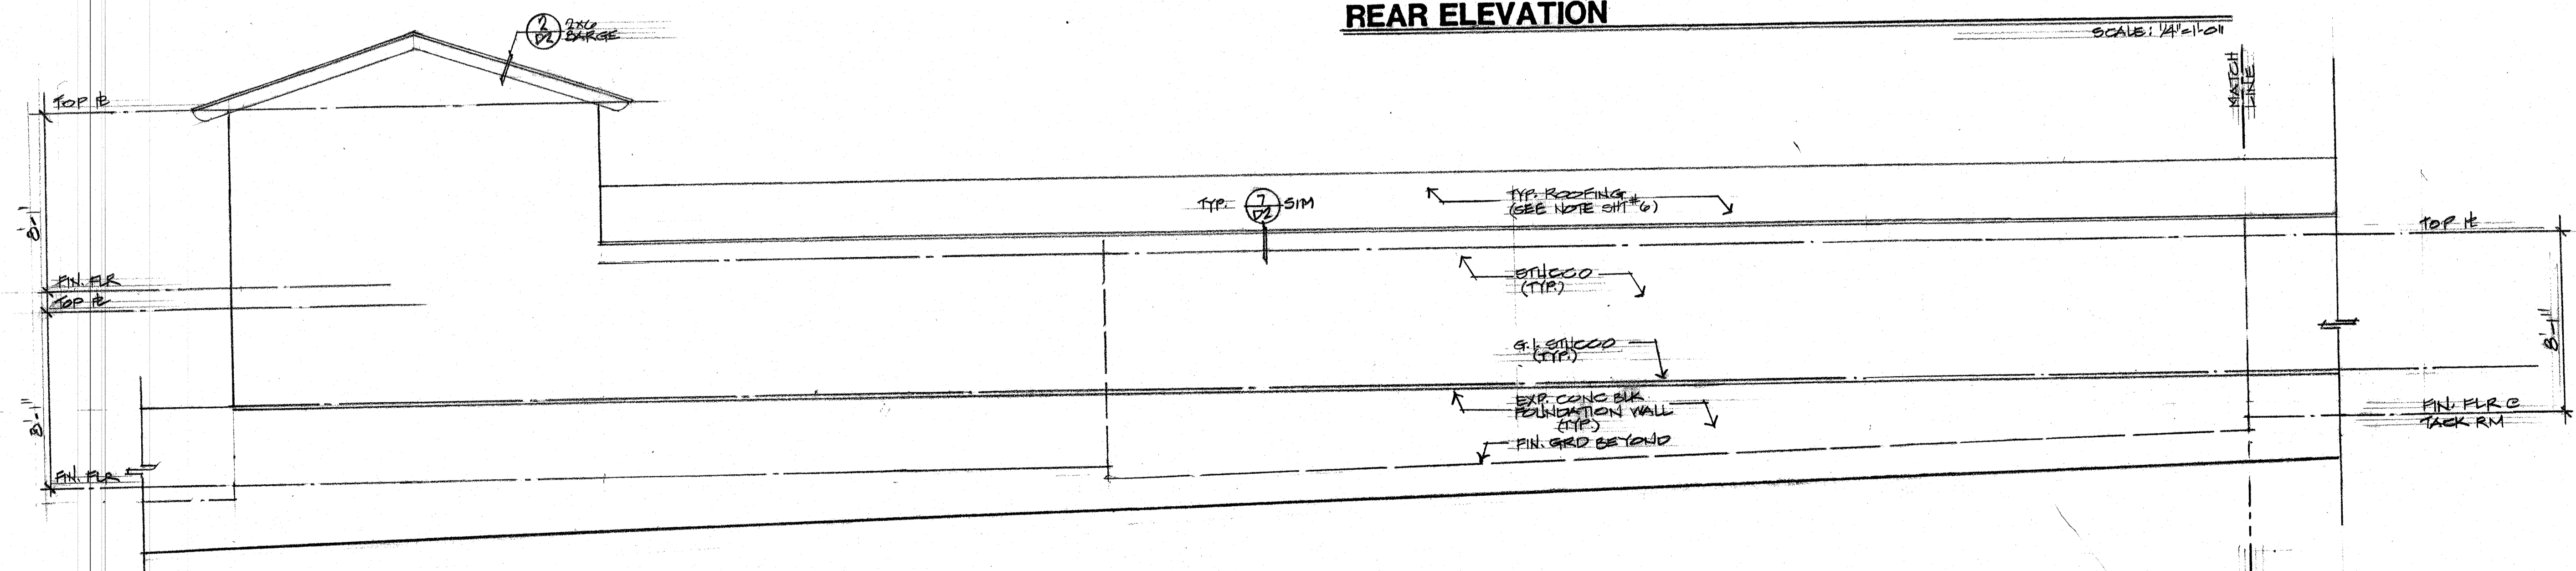 REAR ELEVATION
SCALE: 1/4"=1'-0"
2
D2
2x6
BARGE
MATCH
LINE
TOP PL
8'-1"
FIN. FLR
TOP PL
8'-1"
FIN. FLR
TYP.
7
D2
SIM
TYP. ROOFING
(SEE NOTE SHT #6)
STUCCO
(TYP.)
G.I. STUCCO
(TYP.)
EXP. CONC BLK
FOUNDATION WALL
(TYP.)
FIN. GRD BEYOND
TOP PL
8'-1"
FIN. FLR @
TACK RM